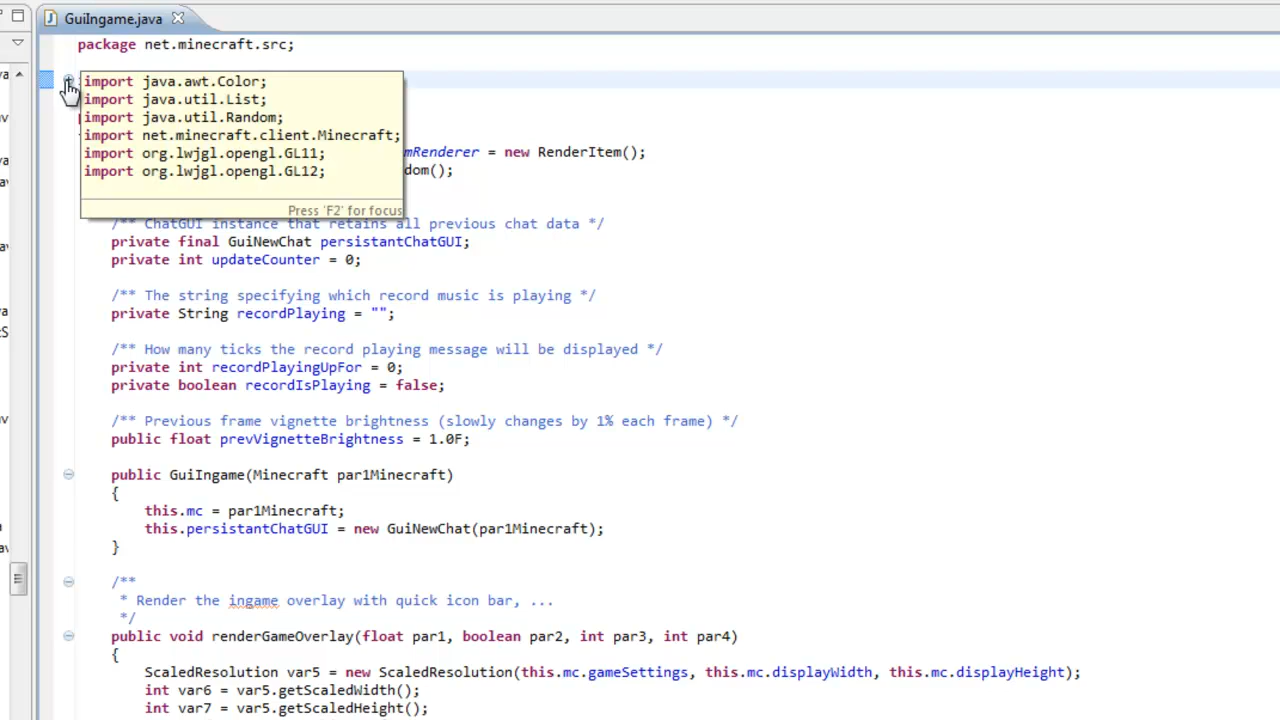 GuiIngame.java
package net.minecraft.src;
import java.awt.Color;
import java.util.List;
import java.util.Random;
import net.minecraft.client.Minecraft;
import org.lwjgl.opengl.GL11;
import org.lwjgl.opengl.GL12;
Press 'F2' for focus
mRenderer = new RenderItem();
dom();
/** ChatGUI instance that retains all previous chat data */
private final GuiNewChat persistantChatGUI;
private int updateCounter = 0;
/** The string specifying which record music is playing */
private String recordPlaying = "";
/** How many ticks the record playing message will be displayed */
private int recordPlayingUpFor = 0;
private boolean recordIsPlaying = false;
/** Previous frame vignette brightness (slowly changes by 1% each frame) */
public float prevVignetteBrightness = 1.0F;
public GuiIngame(Minecraft par1Minecraft)
{
this.mc = par1Minecraft;
this.persistantChatGUI = new GuiNewChat(par1Minecraft);
}
/**
* Render the ingame overlay with quick icon bar, ...
*/
public void renderGameOverlay(float par1, boolean par2, int par3, int par4)
{
ScaledResolution var5 = new ScaledResolution(this.mc.gameSettings, this.mc.displayWidth, this.mc.displayHeight);
int var6 = var5.getScaledWidth();
int var7 = var5.getScaledHeight();